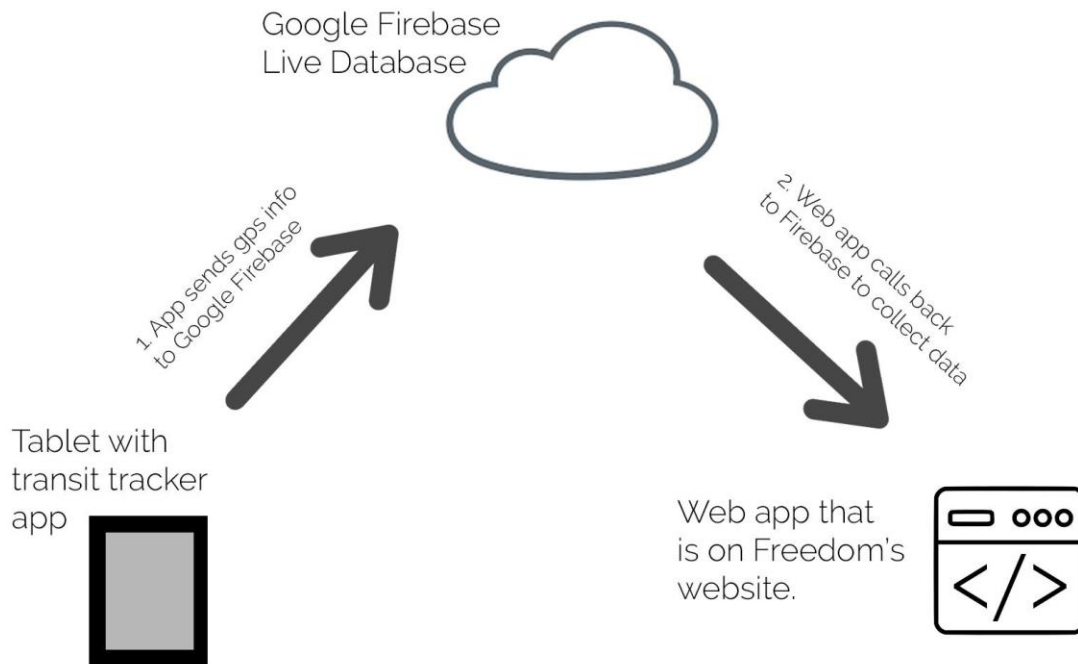 Google Firebase
Live Database
1. App sends gps info
to Google Firebase
2. Web app calls back
to Firebase to collect data
Tablet with
transit tracker
app
Web app that
is on Freedom's
website.
</>